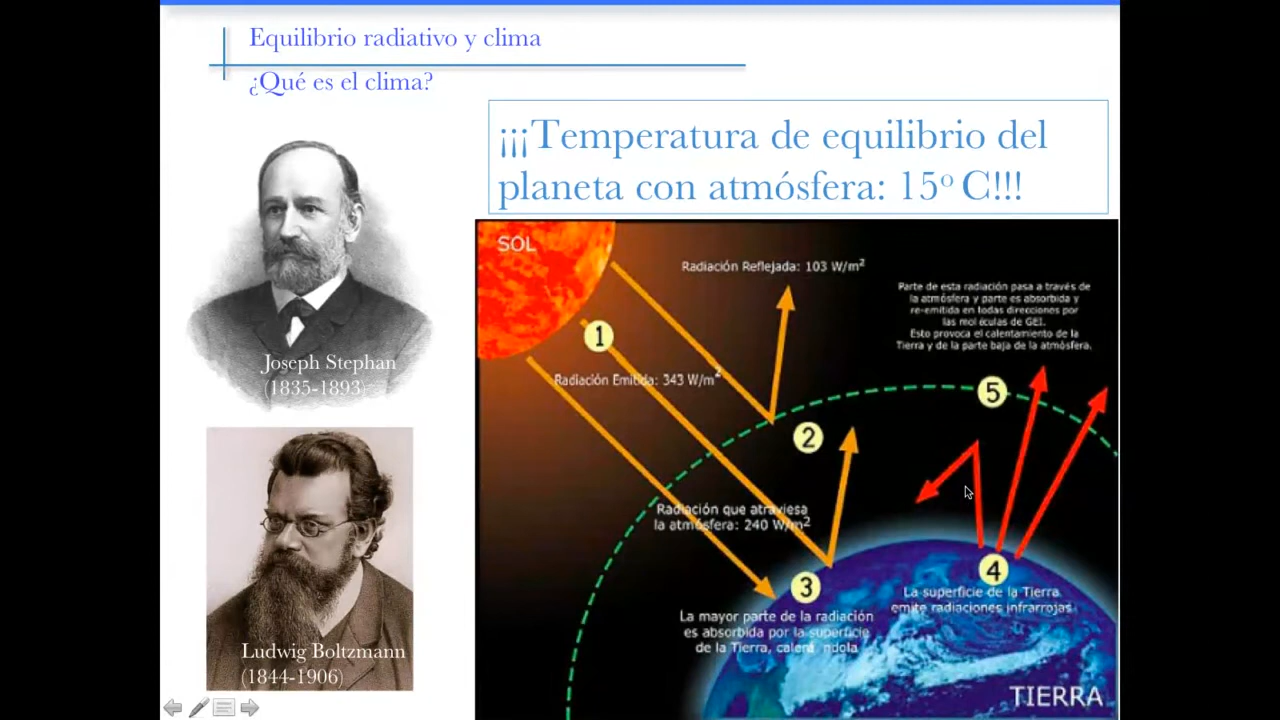 Equilibrio radiativo y clima
¿Qué es el clima?
¡¡¡Temperatura de equilibrio del
planeta con atmósfera: 15º C!!!
Joseph Stephan
(1835-1893)
Ludwig Boltzmann
(1844-1906)
SOL
Radiación Reflejada: 103 W/m²
Parte de esta radiación pasa a través de
la atmósfera y parte es absorbida y
re-emitida en todas direcciones por
las mol éculas de GEI.
Esto provoca el calentamiento de la
Tierra y de la parte baja de la atmósfera.
1
Radiación Emitida: 343 W/m²
5
2
Radiación que atraviesa
la atmósfera: 240 W/m²
3
La mayor parte de la radiación
es absorbida por la superficie
de la Tierra, calentá ndola
4
La superficie de la Tierra
emite radiaciones infrarrojas
TIERRA